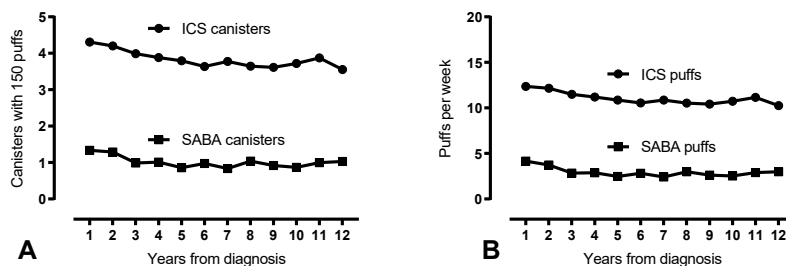 5
4
3
2
1
0
Canisters with 150 puffs
ICS canisters
SABA canisters
1 2 3 4 5 6 7 8 9 10 11 12
Years from diagnosis
A
20
15
10
5
0
Puffs per week
ICS puffs
SABA puffs
1 2 3 4 5 6 7 8 9 10 11 12
Years from diagnosis
B